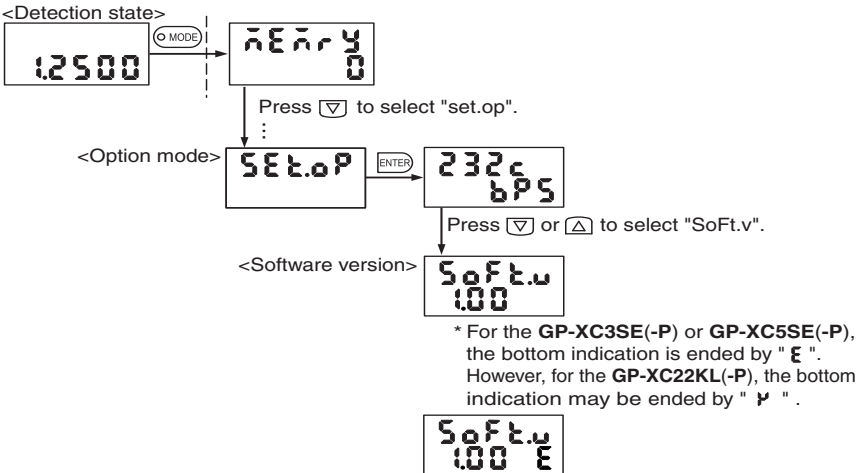 <Detection state>
MODE
1.2500
mEmry
0
Press ▽ to select "set.op".
⋮
<Option mode>
SEt.oP
ENTER
232c
bPS
Press ▽ or △ to select "SoFt.v".
<Software version>
SoFt.v
1.00
* For the GP-XC3SE(-P) or GP-XC5SE(-P),
the bottom indication is ended by " E ".
However, for the GP-XC22KL(-P), the bottom
indication may be ended by "  " .
SoFt.v
1.00 E